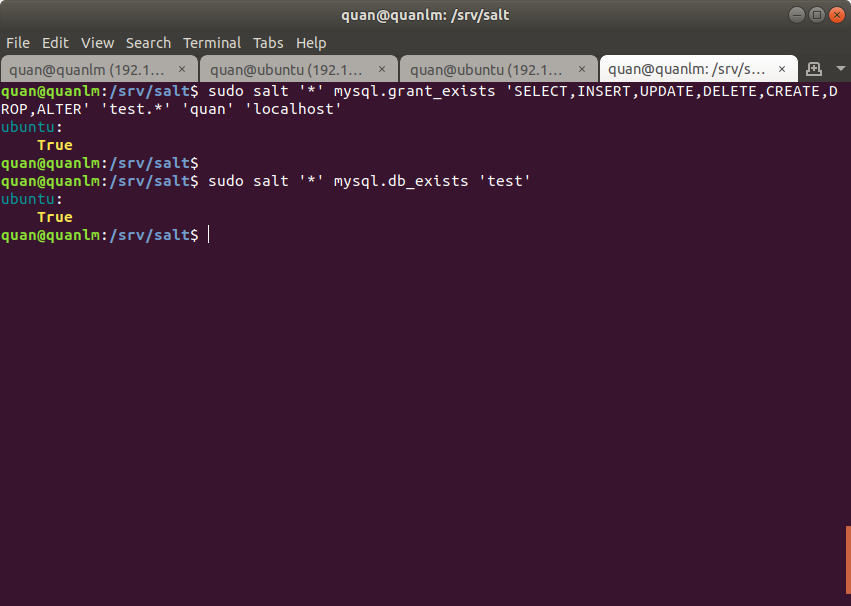 quan@quanlm: /srv/salt
File Edit View Search Terminal Tabs Help
quan@quanlm (192.1... × quan@ubuntu (192.1... × quan@ubuntu (192.1... × quan@quanlm: /srv/s... ×
quan@quanlm:/srv/salt$ sudo salt '*' mysql.grant_exists 'SELECT,INSERT,UPDATE,DELETE,CREATE,D
ROP,ALTER' 'test.*' 'quan' 'localhost'
ubuntu:
    True
quan@quanlm:/srv/salt$
quan@quanlm:/srv/salt$ sudo salt '*' mysql.db_exists 'test'
ubuntu:
    True
quan@quanlm:/srv/salt$